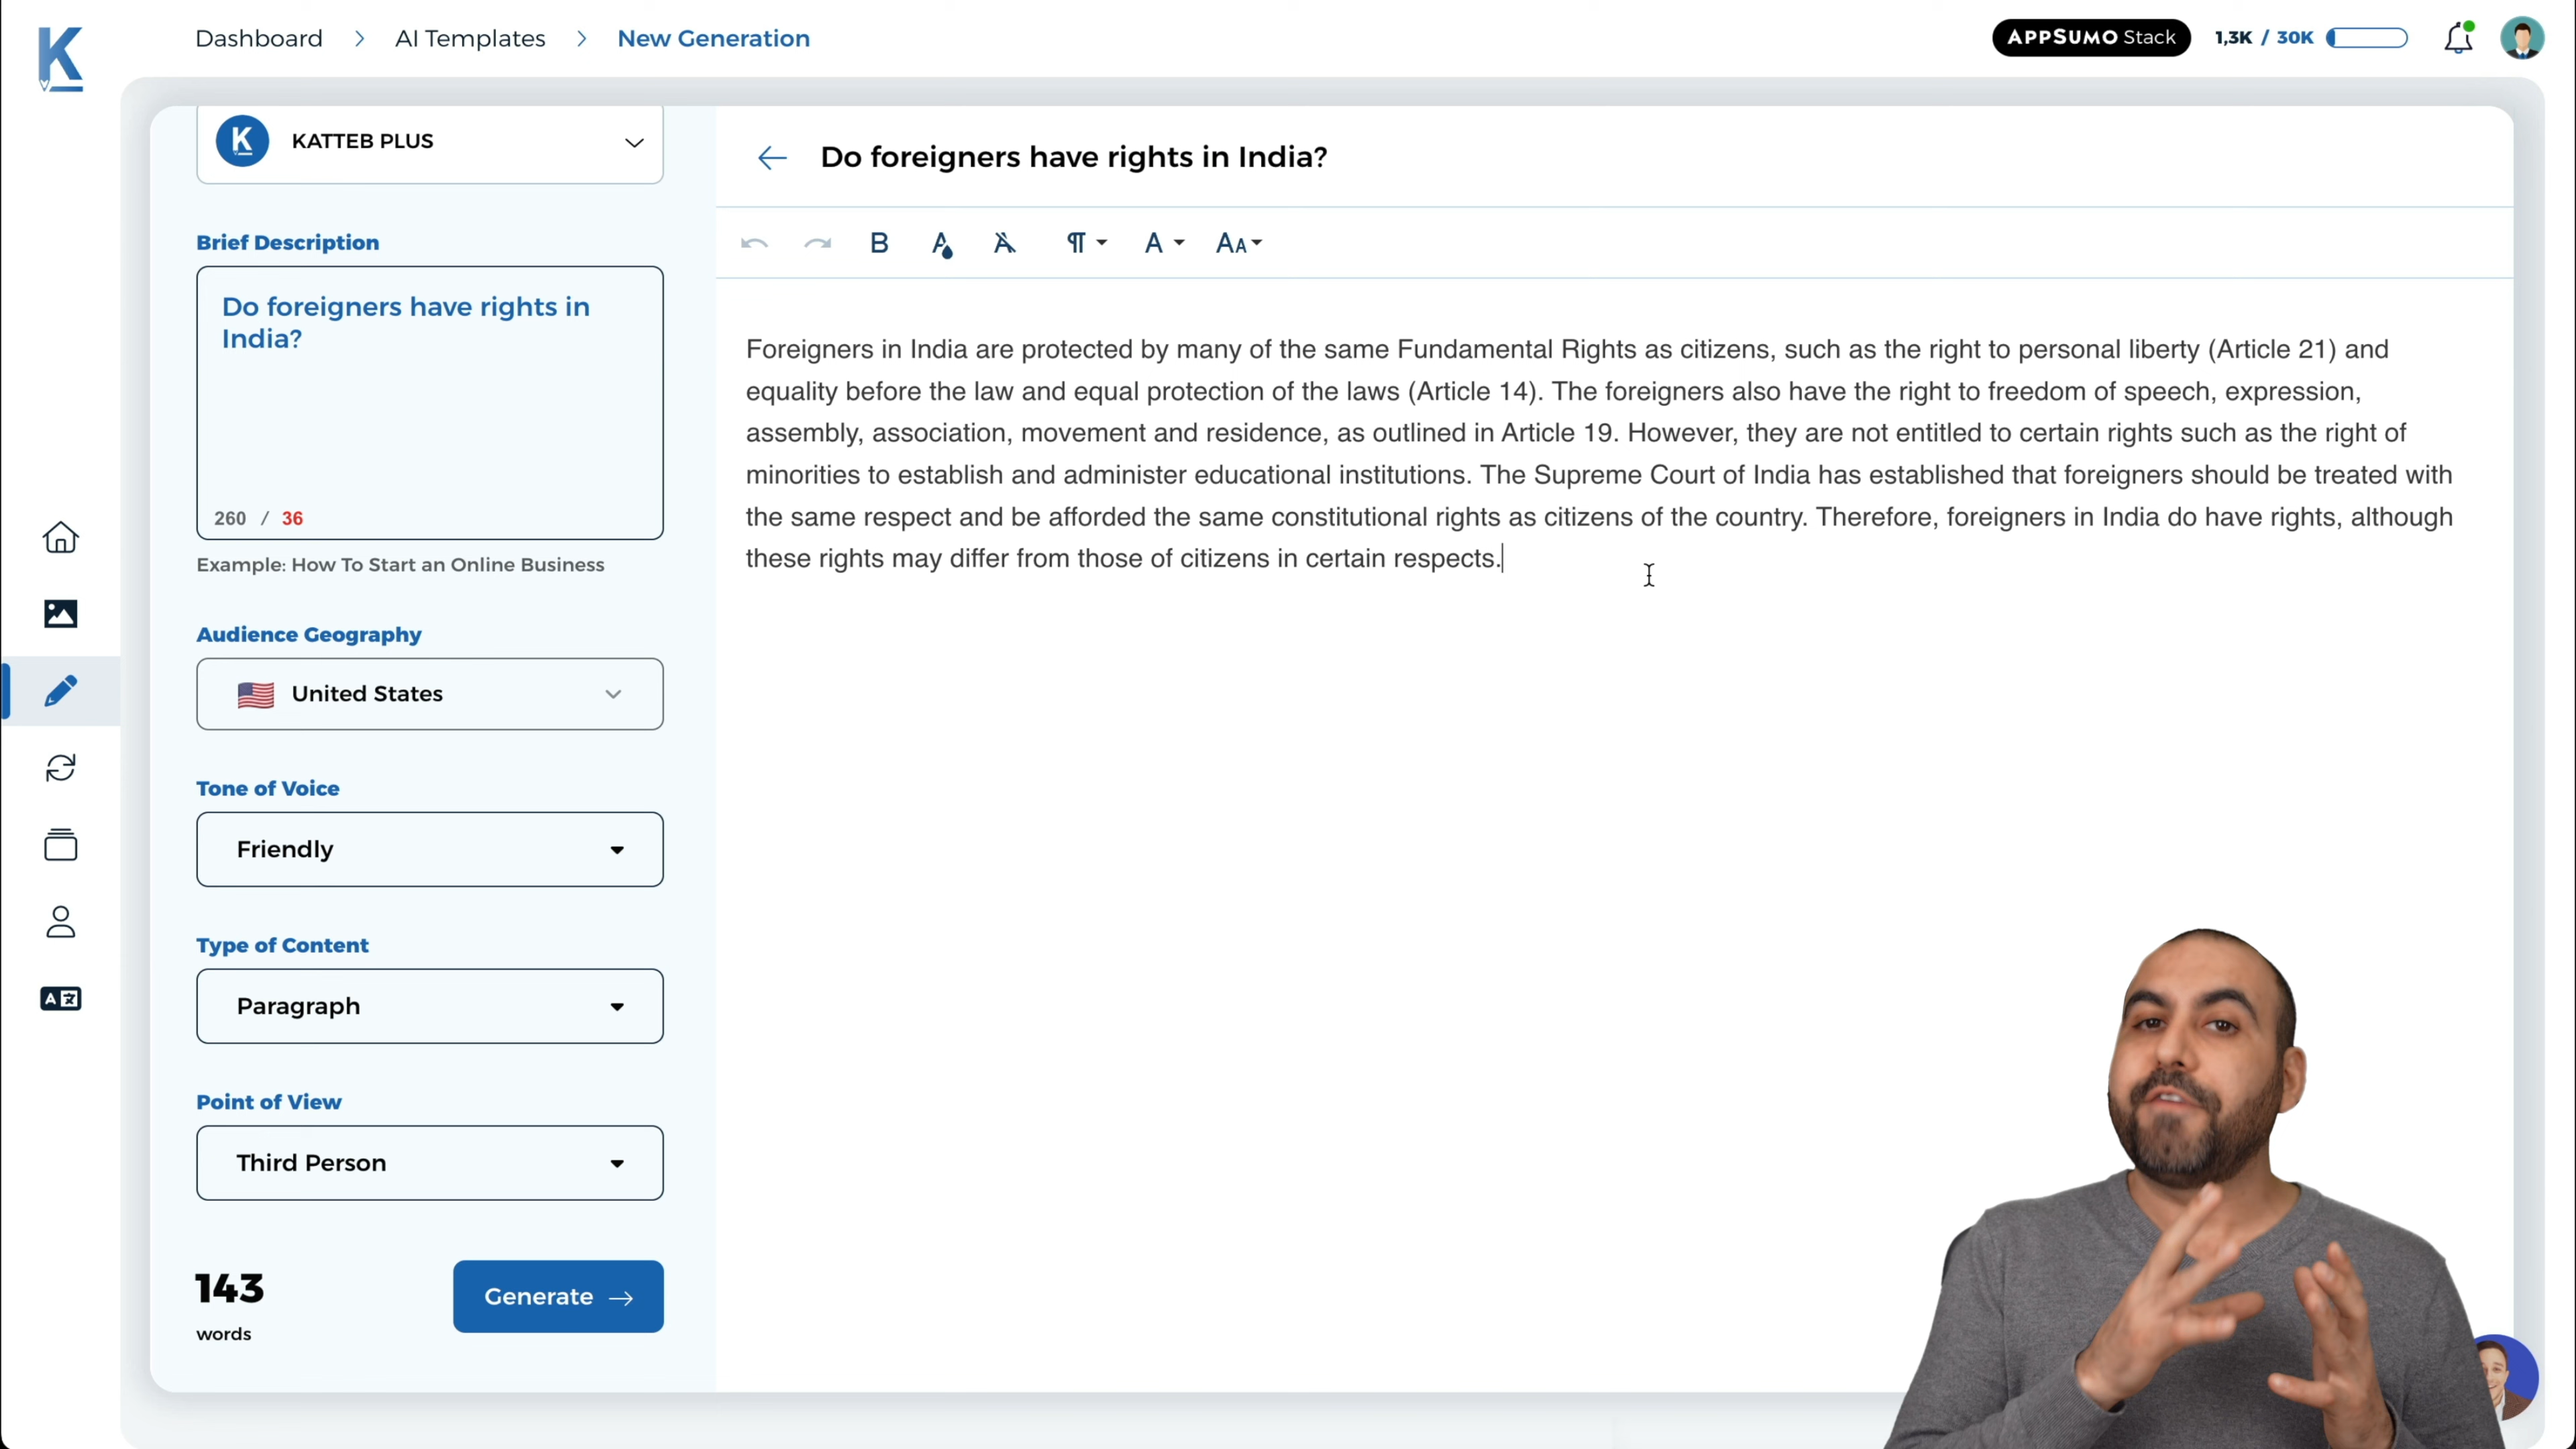 K
Dashboard > AI Templates > New Generation
APPSUMO Stack 1,3K / 30K
K KATTEB PLUS
Brief Description
Do foreigners have rights in
India?
260 / 36
Example: How To Start an Online Business
Audience Geography
United States
Tone of Voice
Friendly
Type of Content
Paragraph
Point of View
Third Person
143
words
Generate →
Do foreigners have rights in India?
B A A ¶ A AA
Foreigners in India are protected by many of the same Fundamental Rights as citizens, such as the right to personal liberty (Article 21) and
equality before the law and equal protection of the laws (Article 14). The foreigners also have the right to freedom of speech, expression,
assembly, association, movement and residence, as outlined in Article 19. However, they are not entitled to certain rights such as the right of
minorities to establish and administer educational institutions. The Supreme Court of India has established that foreigners should be treated with
the same respect and be afforded the same constitutional rights as citizens of the country. Therefore, foreigners in India do have rights, although
these rights may differ from those of citizens in certain respects.